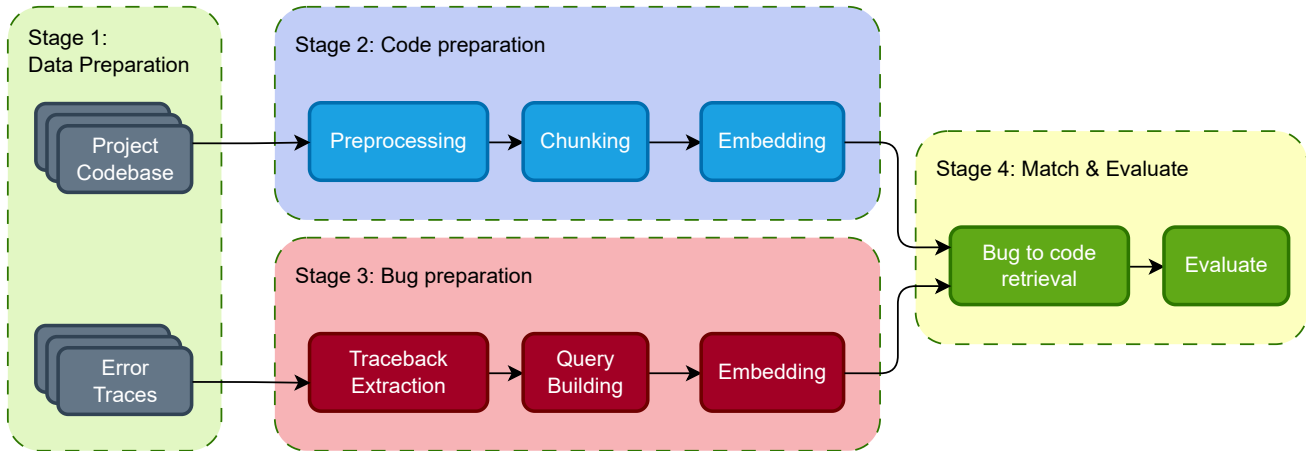 Stage 1:
Data Preparation
Project
Codebase
Error
Traces
Stage 2: Code preparation
Preprocessing
Chunking
Embedding
Stage 3: Bug preparation
Traceback
Extraction
Query
Building
Embedding
Stage 4: Match & Evaluate
Bug to code
retrieval
Evaluate